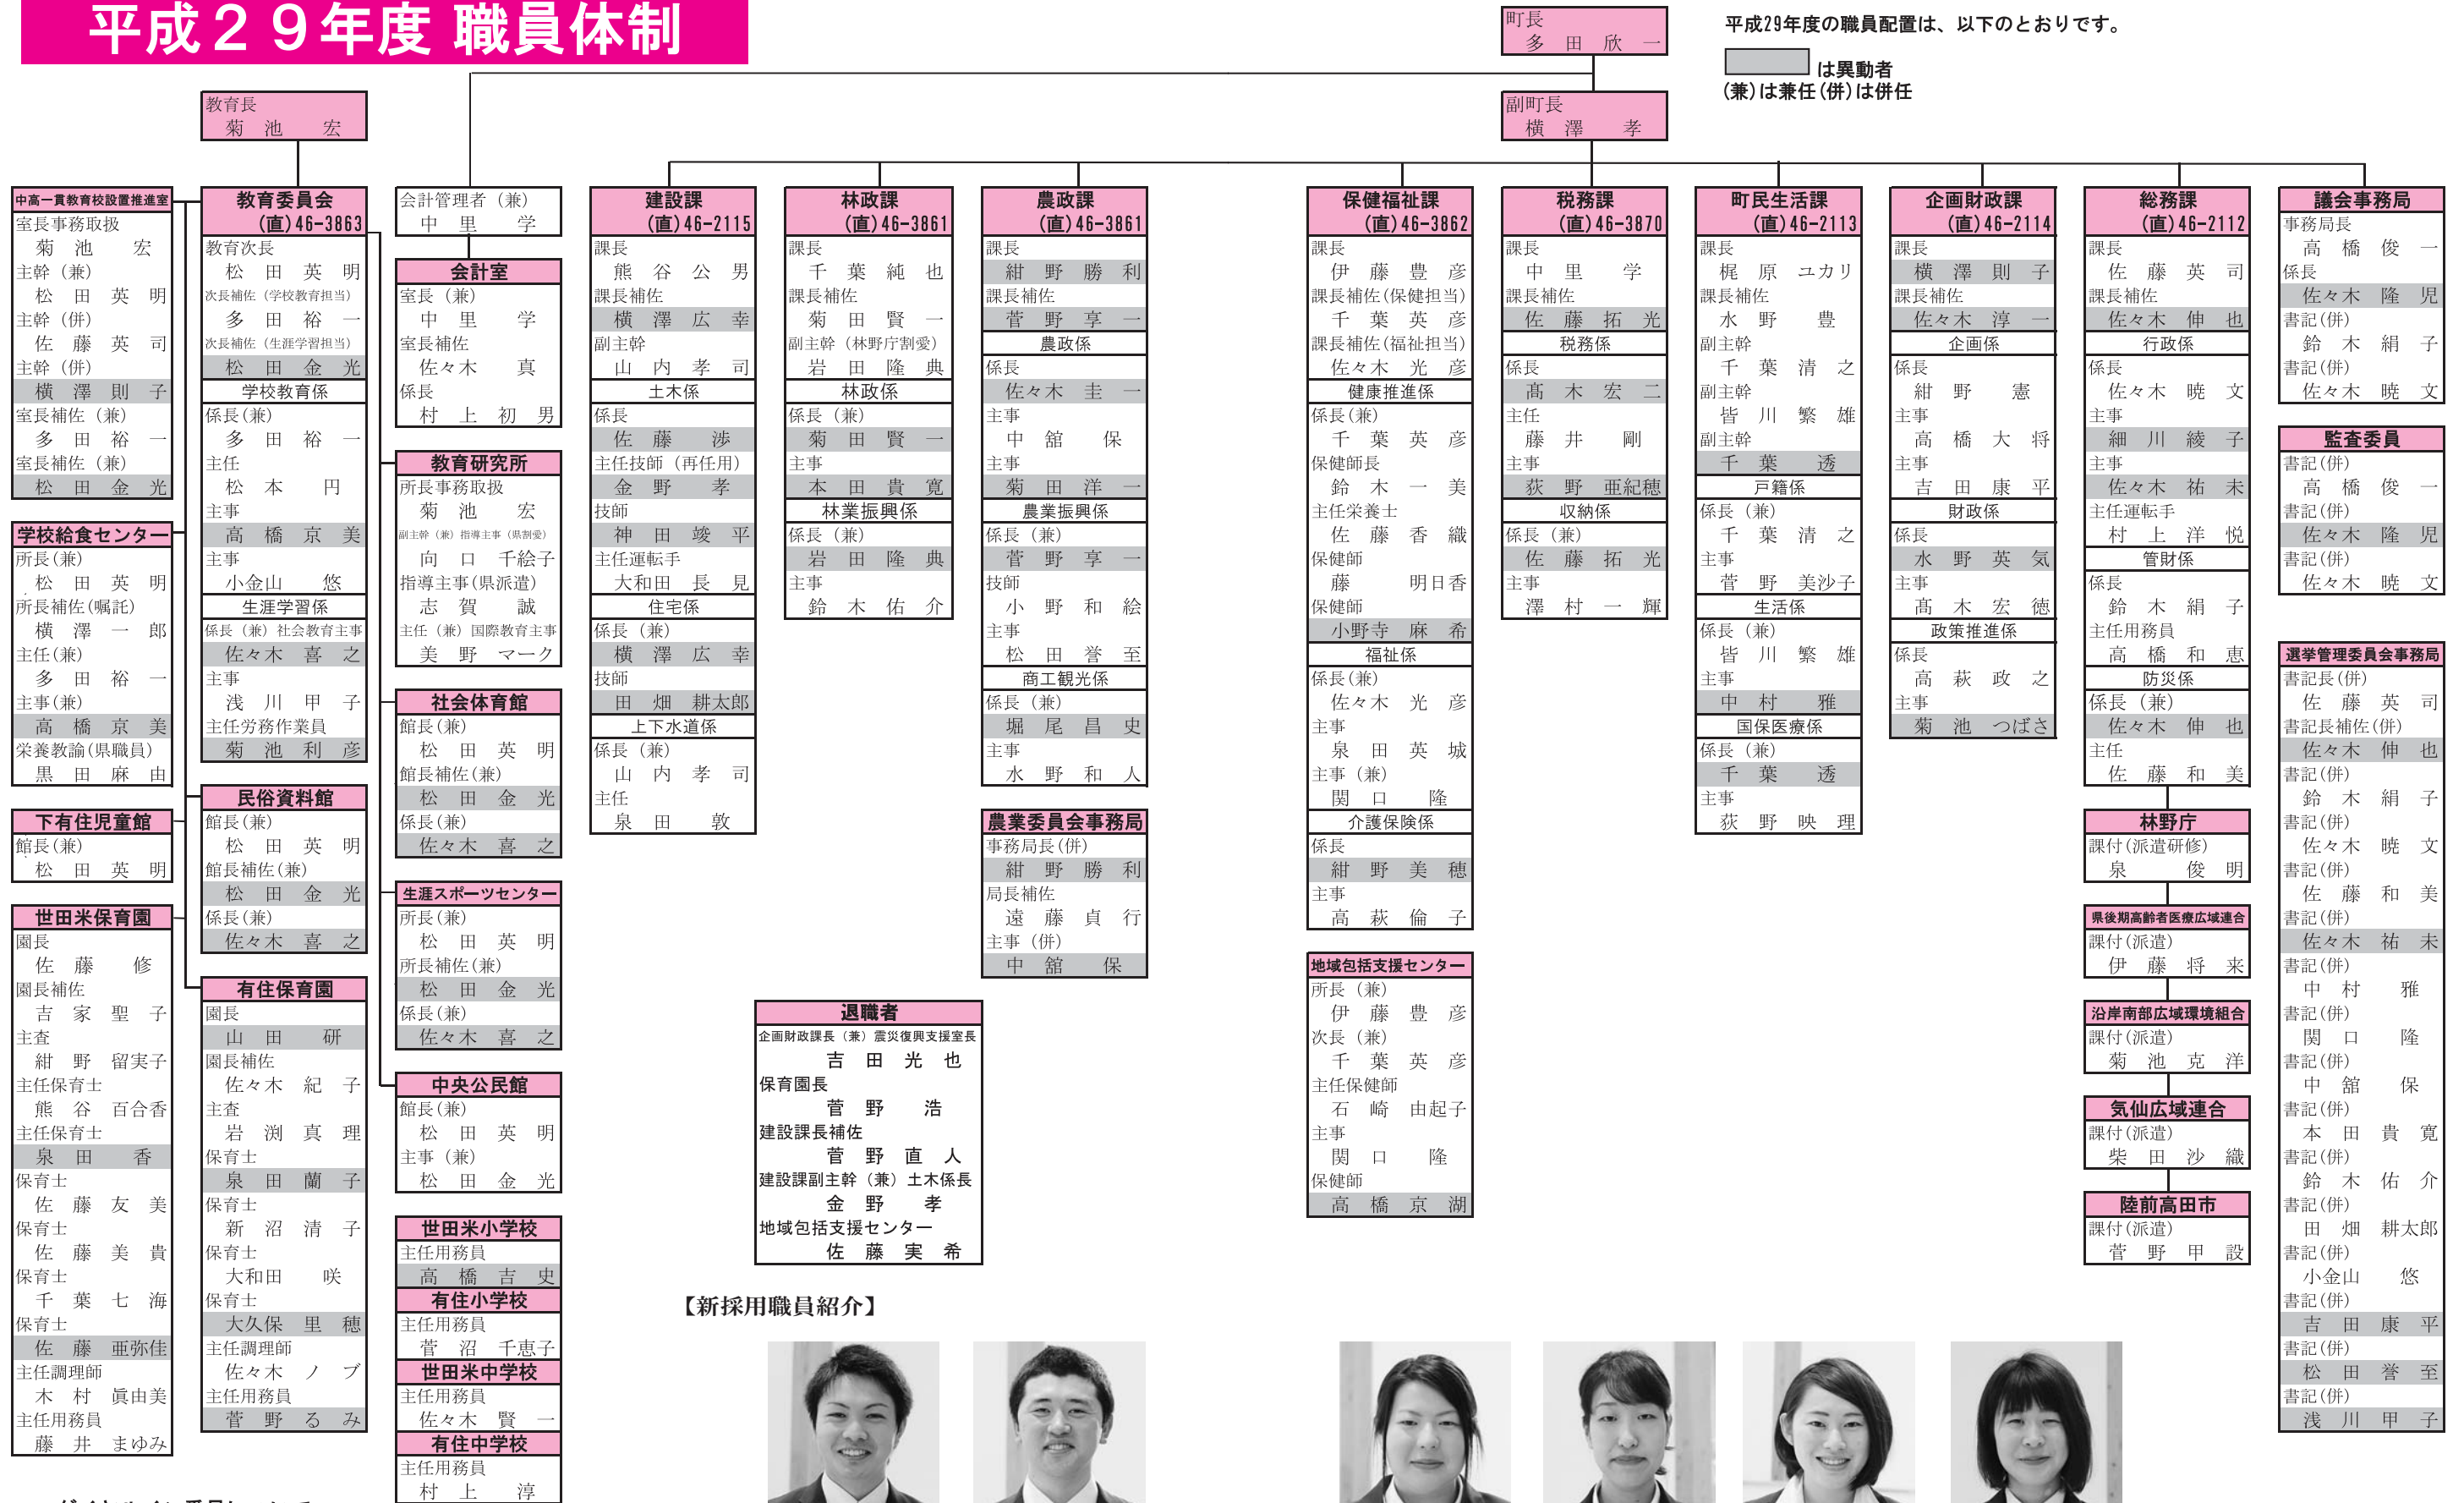 平成２９年度 職員体制
町長
多田欣一
平成29年度の職員配置は、以下のとおりです。
は異動者
(兼)は兼任(併)は併任
副町長
横澤孝
教育長
菊池宏
中高一貫教育校設置推進室
室長事務取扱
菊池宏
主幹（兼）
松田英明
主幹（併）
佐藤英司
主幹（併）
横澤則子
室長補佐（兼）
多田裕一
室長補佐（兼）
松田金光
学校給食センター
所長(兼)
松田英明
所長補佐(嘱託)
横澤一郎
主任(兼)
多田裕一
主事(兼)
高橋京美
栄養教諭(県職員)
黒田麻由
下有住児童館
館長(兼)
松田英明
世田米保育園
園長
佐藤修
園長補佐
吉家聖子
主査
紺野留実子
主任保育士
熊谷百合香
主任保育士
泉田香
保育士
佐藤友美
保育士
佐藤美貴
保育士
千葉七海
保育士
佐藤亜弥佳
主任調理師
木村眞由美
主任用務員
藤井まゆみ
教育委員会
(直)46-3863
教育次長
松田英明
次長補佐（学校教育担当）
多田裕一
次長補佐（生涯学習担当）
松田金光
学校教育係
係長(兼)
多田裕一
主任
松本円
主事
高橋京美
主事
小金山悠
生涯学習係
係長（兼）社会教育主事
佐々木喜之
主事
浅川甲子
主任労務作業員
菊池利彦
民俗資料館
館長(兼)
松田英明
館長補佐(兼)
松田金光
係長(兼)
佐々木喜之
有住保育園
園長
山田研
園長補佐
佐々木紀子
主査
岩渕真理
保育士
泉田蘭子
保育士
新沼清子
保育士
大和田咲
保育士
大久保里穂
主任調理師
佐々木ノブ
主任用務員
菅野るみ
会計管理者（兼）
中里学
会計室
室長（兼）
中里学
室長補佐
佐々木真
係長
村上初男
教育研究所
所長事務取扱
菊池宏
副主幹（兼）指導主事（県割愛）
向口千絵子
指導主事(県派遣)
志賀誠
主任（兼）国際教育主事
美野マーク
社会体育館
館長(兼)
松田英明
館長補佐(兼)
松田金光
係長(兼)
佐々木喜之
生涯スポーツセンター
所長(兼)
松田英明
所長補佐(兼)
松田金光
係長(兼)
佐々木喜之
中央公民館
館長(兼)
松田英明
主事（兼）
松田金光
世田米小学校
主任用務員
高橋吉史
有住小学校
主任用務員
菅沼千恵子
世田米中学校
主任用務員
佐々木賢一
有住中学校
主任用務員
村上淳
建設課
(直)46-2115
課長
熊谷公男
課長補佐
横澤広幸
副主幹
山内孝司
土木係
係長
佐藤渉
主任技師（再任用）
金野孝
技師
神田竣平
主任運転手
大和田長見
住宅係
係長（兼）
横澤広幸
技師
田畑耕太郎
上下水道係
係長（兼）
山内孝司
主任
泉田敦
林政課
(直)46-3861
課長
千葉純也
課長補佐
菊田賢一
副主幹（林野庁割愛）
岩田隆典
林政係
係長（兼）
菊田賢一
主事
本田貴寛
林業振興係
係長（兼）
岩田隆典
主事
鈴木佑介
農政課
(直)46-3861
課長
紺野勝利
課長補佐
菅野享一
農政係
係長
佐々木圭一
主事
中舘保
主事
菊田洋一
農業振興係
係長（兼）
菅野享一
技師
小野和絵
主事
松田誉至
商工観光係
係長（兼）
堀尾昌史
主事
水野和人
農業委員会事務局
事務局長(併)
紺野勝利
局長補佐
遠藤貞行
主事（併）
中舘保
退職者
企画財政課長（兼）震災復興支援室長
吉田光也
保育園長
菅野浩
建設課長補佐
菅野直人
建設課副主幹（兼）土木係長
金野孝
地域包括支援センター
佐藤実希
保健福祉課
(直)46-3862
課長
伊藤豊彦
課長補佐(保健担当)
千葉英彦
課長補佐(福祉担当)
佐々木光彦
健康推進係
係長(兼)
千葉英彦
保健師長
鈴木一美
主任栄養士
佐藤香織
保健師
藤明日香
保健師
小野寺麻希
福祉係
係長(兼)
佐々木光彦
主事
泉田英城
主事（兼）
関口隆
介護保険係
係長
紺野美穂
主事
高萩倫子
地域包括支援センター
所長（兼）
伊藤豊彦
次長（兼）
千葉英彦
主任保健師
石崎由起子
主事
関口隆
保健師
高橋京湖
税務課
(直)46-3870
課長
中里学
課長補佐
佐藤拓光
税務係
係長
髙木宏二
主任
藤井剛
主事
荻野亜紀穂
収納係
係長（兼）
佐藤拓光
主事
澤村一輝
町民生活課
(直)46-2113
課長
梶原ユカリ
課長補佐
水野豊
副主幹
千葉清之
副主幹
皆川繁雄
副主幹
千葉透
戸籍係
係長（兼）
千葉清之
主事
菅野美沙子
生活係
係長（兼）
皆川繁雄
主事
中村雅
国保医療係
係長（兼）
千葉透
主事
荻野映理
企画財政課
(直)46-2114
課長
横澤則子
課長補佐
佐々木淳一
企画係
係長
紺野憲
主事
高橋大将
主事
吉田康平
財政係
係長
水野英気
主事
髙木宏徳
政策推進係
係長
高萩政之
主事
菊池つばさ
総務課
(直)46-2112
課長
佐藤英司
課長補佐
佐々木伸也
行政係
係長
佐々木暁文
主事
細川綾子
主事
佐々木祐未
主任運転手
村上洋悦
管財係
係長
鈴木絹子
主任用務員
高橋和恵
防災係
係長（兼）
佐々木伸也
主任
佐藤和美
林野庁
課付(派遣研修)
泉俊明
県後期高齢者医療広域連合
課付(派遣)
伊藤将来
沿岸南部広域環境組合
課付(派遣)
菊池克洋
気仙広域連合
課付(派遣)
柴田沙織
陸前高田市
課付(派遣)
菅野甲設
議会事務局
事務局長
高橋俊一
係長
佐々木隆児
書記(併)
鈴木絹子
書記(併)
佐々木暁文
監査委員
書記(併)
高橋俊一
書記(併)
佐々木隆児
書記(併)
佐々木暁文
選挙管理委員会事務局
書記長(併)
佐藤英司
書記長補佐(併)
佐々木伸也
書記(併)
鈴木絹子
書記(併)
佐々木暁文
書記(併)
佐藤和美
書記(併)
佐々木祐未
書記(併)
中村雅
書記(併)
関口隆
書記(併)
中舘保
書記(併)
本田貴寛
書記(併)
鈴木佑介
書記(併)
田畑耕太郎
書記(併)
小金山悠
書記(併)
吉田康平
書記(併)
松田誉至
書記(併)
浅川甲子
【新採用職員紹介】